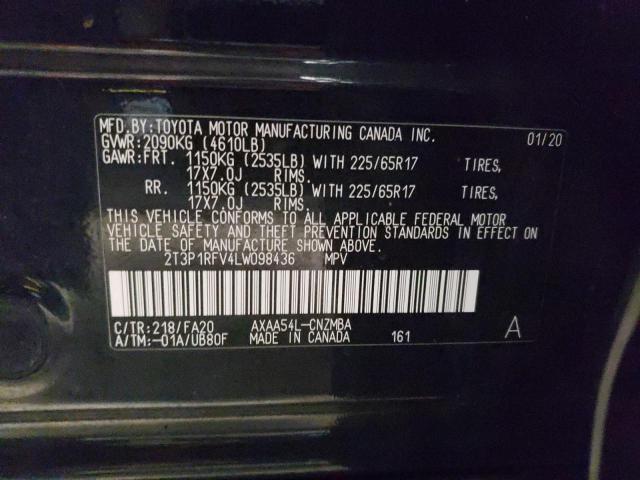 MFD.BY:TOYOTA MOTOR MANUFACTURING CANADA INC. 01/20
GVWR:2090KG (4610LB)
GAWR:FRT. 1150KG (2535LB) WITH 225/65R17 TIRES,
17X7.0J RIMS.
RR. 1150KG (2535LB) WITH 225/65R17 TIRES,
17X7.0J RIMS.
THIS VEHICLE CONFORMS TO ALL APPLICABLE FEDERAL MOTOR
VEHICLE SAFETY AND THEFT PREVENTION STANDARDS IN EFFECT ON
THE DATE OF MANUFACTURE SHOWN ABOVE.
2T3P1RFV4LW098436 MPV
C/TR:218/FA20 AXAA54L-CNZMBA A
A/TM:-01A/UB80F MADE IN CANADA 161